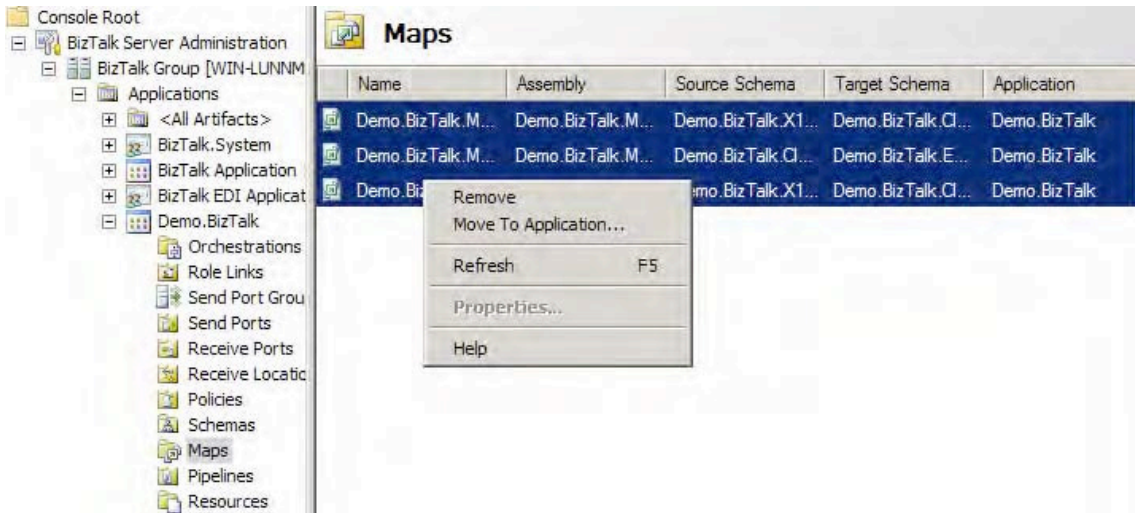 Console Root
BizTalk Server Administration
BizTalk Group [WIN-LUNNM
Applications
<All Artifacts>
BizTalk.System
BizTalk Application
BizTalk EDI Applicat
Demo.BizTalk
Orchestrations
Role Links
Send Port Grou
Send Ports
Receive Ports
Receive Locatio
Policies
Schemas
Maps
Pipelines
Resources
Maps
Name Assembly Source Schema Target Schema Application
Demo.BizTalk.M... Demo.BizTalk.M... Demo.BizTalk.X1... Demo.BizTalk.Cl... Demo.BizTalk
Demo.BizTalk.M... Demo.BizTalk.M... Demo.BizTalk.Cl... Demo.BizTalk.E... Demo.BizTalk
Demo.Bi emo.BizTalk.X1... Demo.BizTalk.Cl... Demo.BizTalk
Remove
Move To Application...
Refresh F5
Properties...
Help